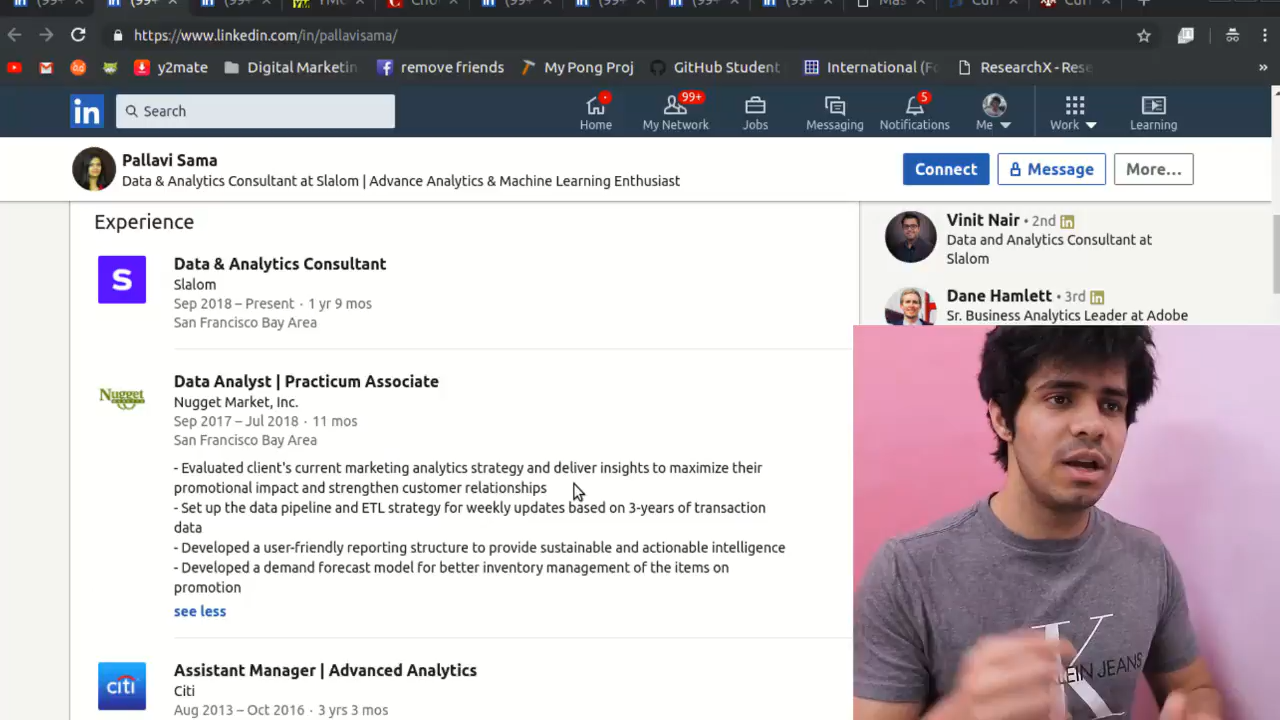 https://www.linkedin.com/in/pallavisama/
y2mate
Digital Marketin
remove friends
My Pong Proj
GitHub Student
International (Fo
ResearchX - Rese
»
in
Search
99+
5
Home
My Network
Jobs
Messaging
Notifications
Me
Work
Learning
Pallavi Sama
Data & Analytics Consultant at Slalom | Advance Analytics & Machine Learning Enthusiast
Connect
Message
More...
Experience
S
Data & Analytics Consultant
Slalom
Sep 2018 – Present · 1 yr 9 mos
San Francisco Bay Area
Nugget
Data Analyst | Practicum Associate
Nugget Market, Inc.
Sep 2017 – Jul 2018 · 11 mos
San Francisco Bay Area
- Evaluated client's current marketing analytics strategy and deliver insights to maximize their
promotional impact and strengthen customer relationships
- Set up the data pipeline and ETL strategy for weekly updates based on 3-years of transaction
data
- Developed a user-friendly reporting structure to provide sustainable and actionable intelligence
- Developed a demand forecast model for better inventory management of the items on
promotion
see less
citi
Assistant Manager | Advanced Analytics
Citi
Aug 2013 – Oct 2016 · 3 yrs 3 mos
Vinit Nair • 2nd in
Data and Analytics Consultant at
Slalom
Dane Hamlett • 3rd in
Sr. Business Analytics Leader at Adobe
K
LEIN JEANS